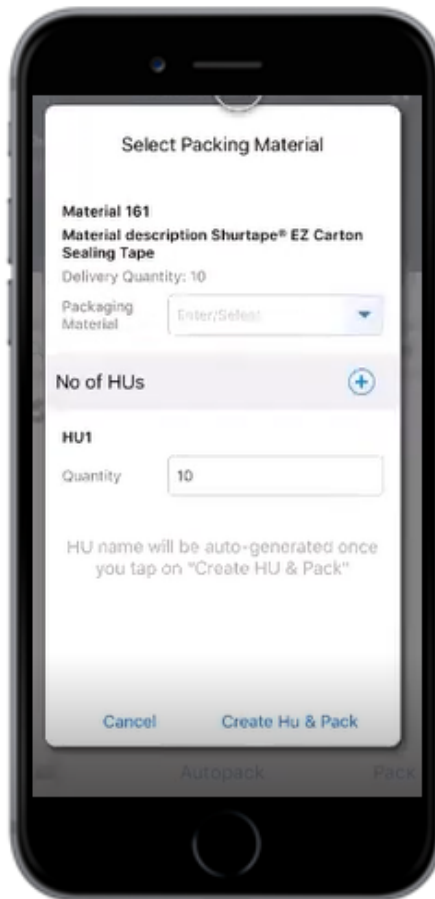 Select Packing Material
Material 161
Material description Shurtape® EZ Carton
Sealing Tape
Delivery Quantity: 10
Packaging
Material
Enter/Select
No of HUs
HU1
Quantity
10
HU name will be auto-generated once
you tap on "Create HU & Pack"
Cancel
Create Hu & Pack
Autopack
Pack